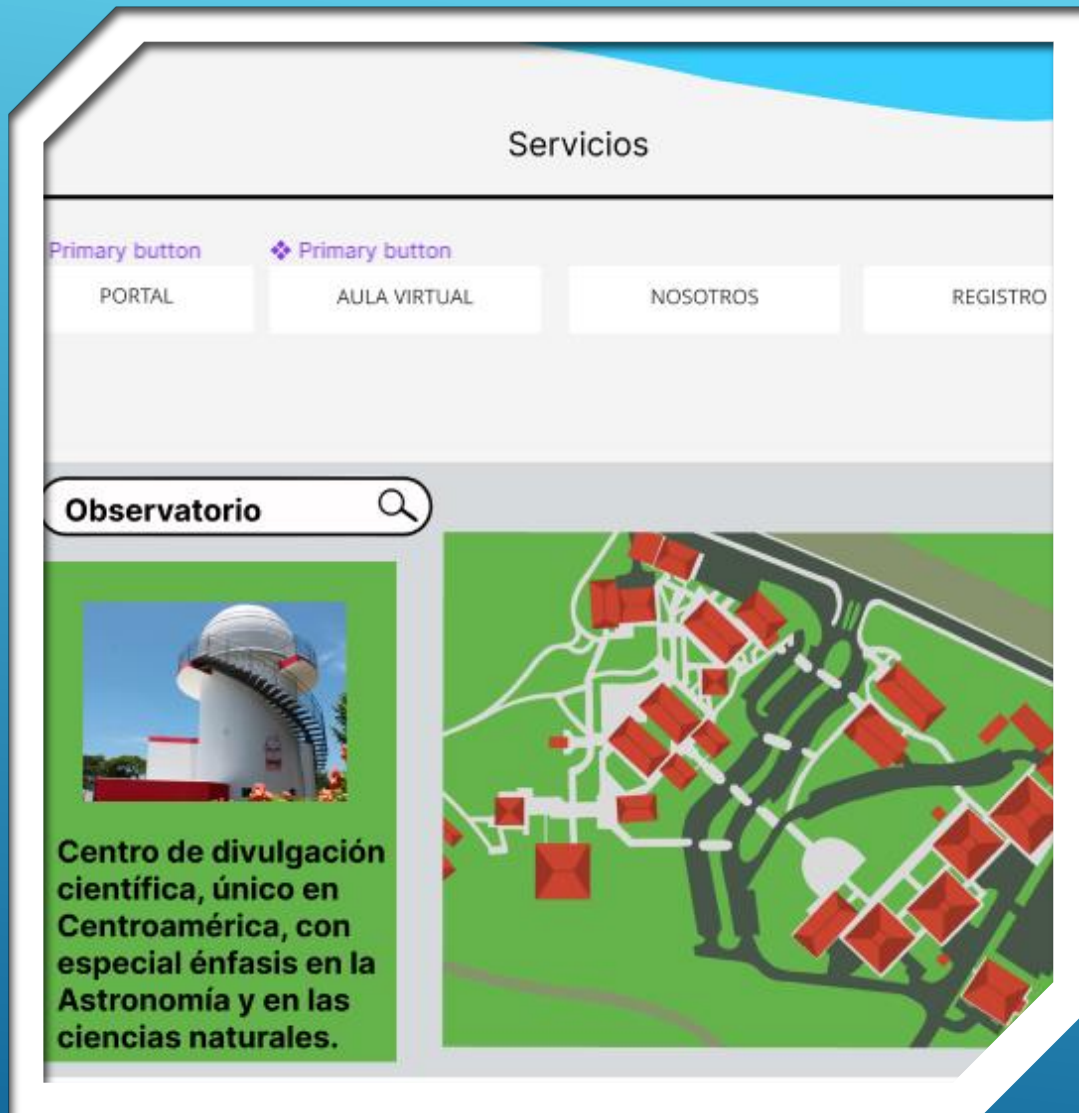 Servicios
Primary button
Primary button
PORTAL
AULA VIRTUAL
NOSOTROS
REGISTRO
Observatorio
Centro de divulgación
científica, único en
Centroamérica, con
especial énfasis en la
Astronomía y en las
ciencias naturales.